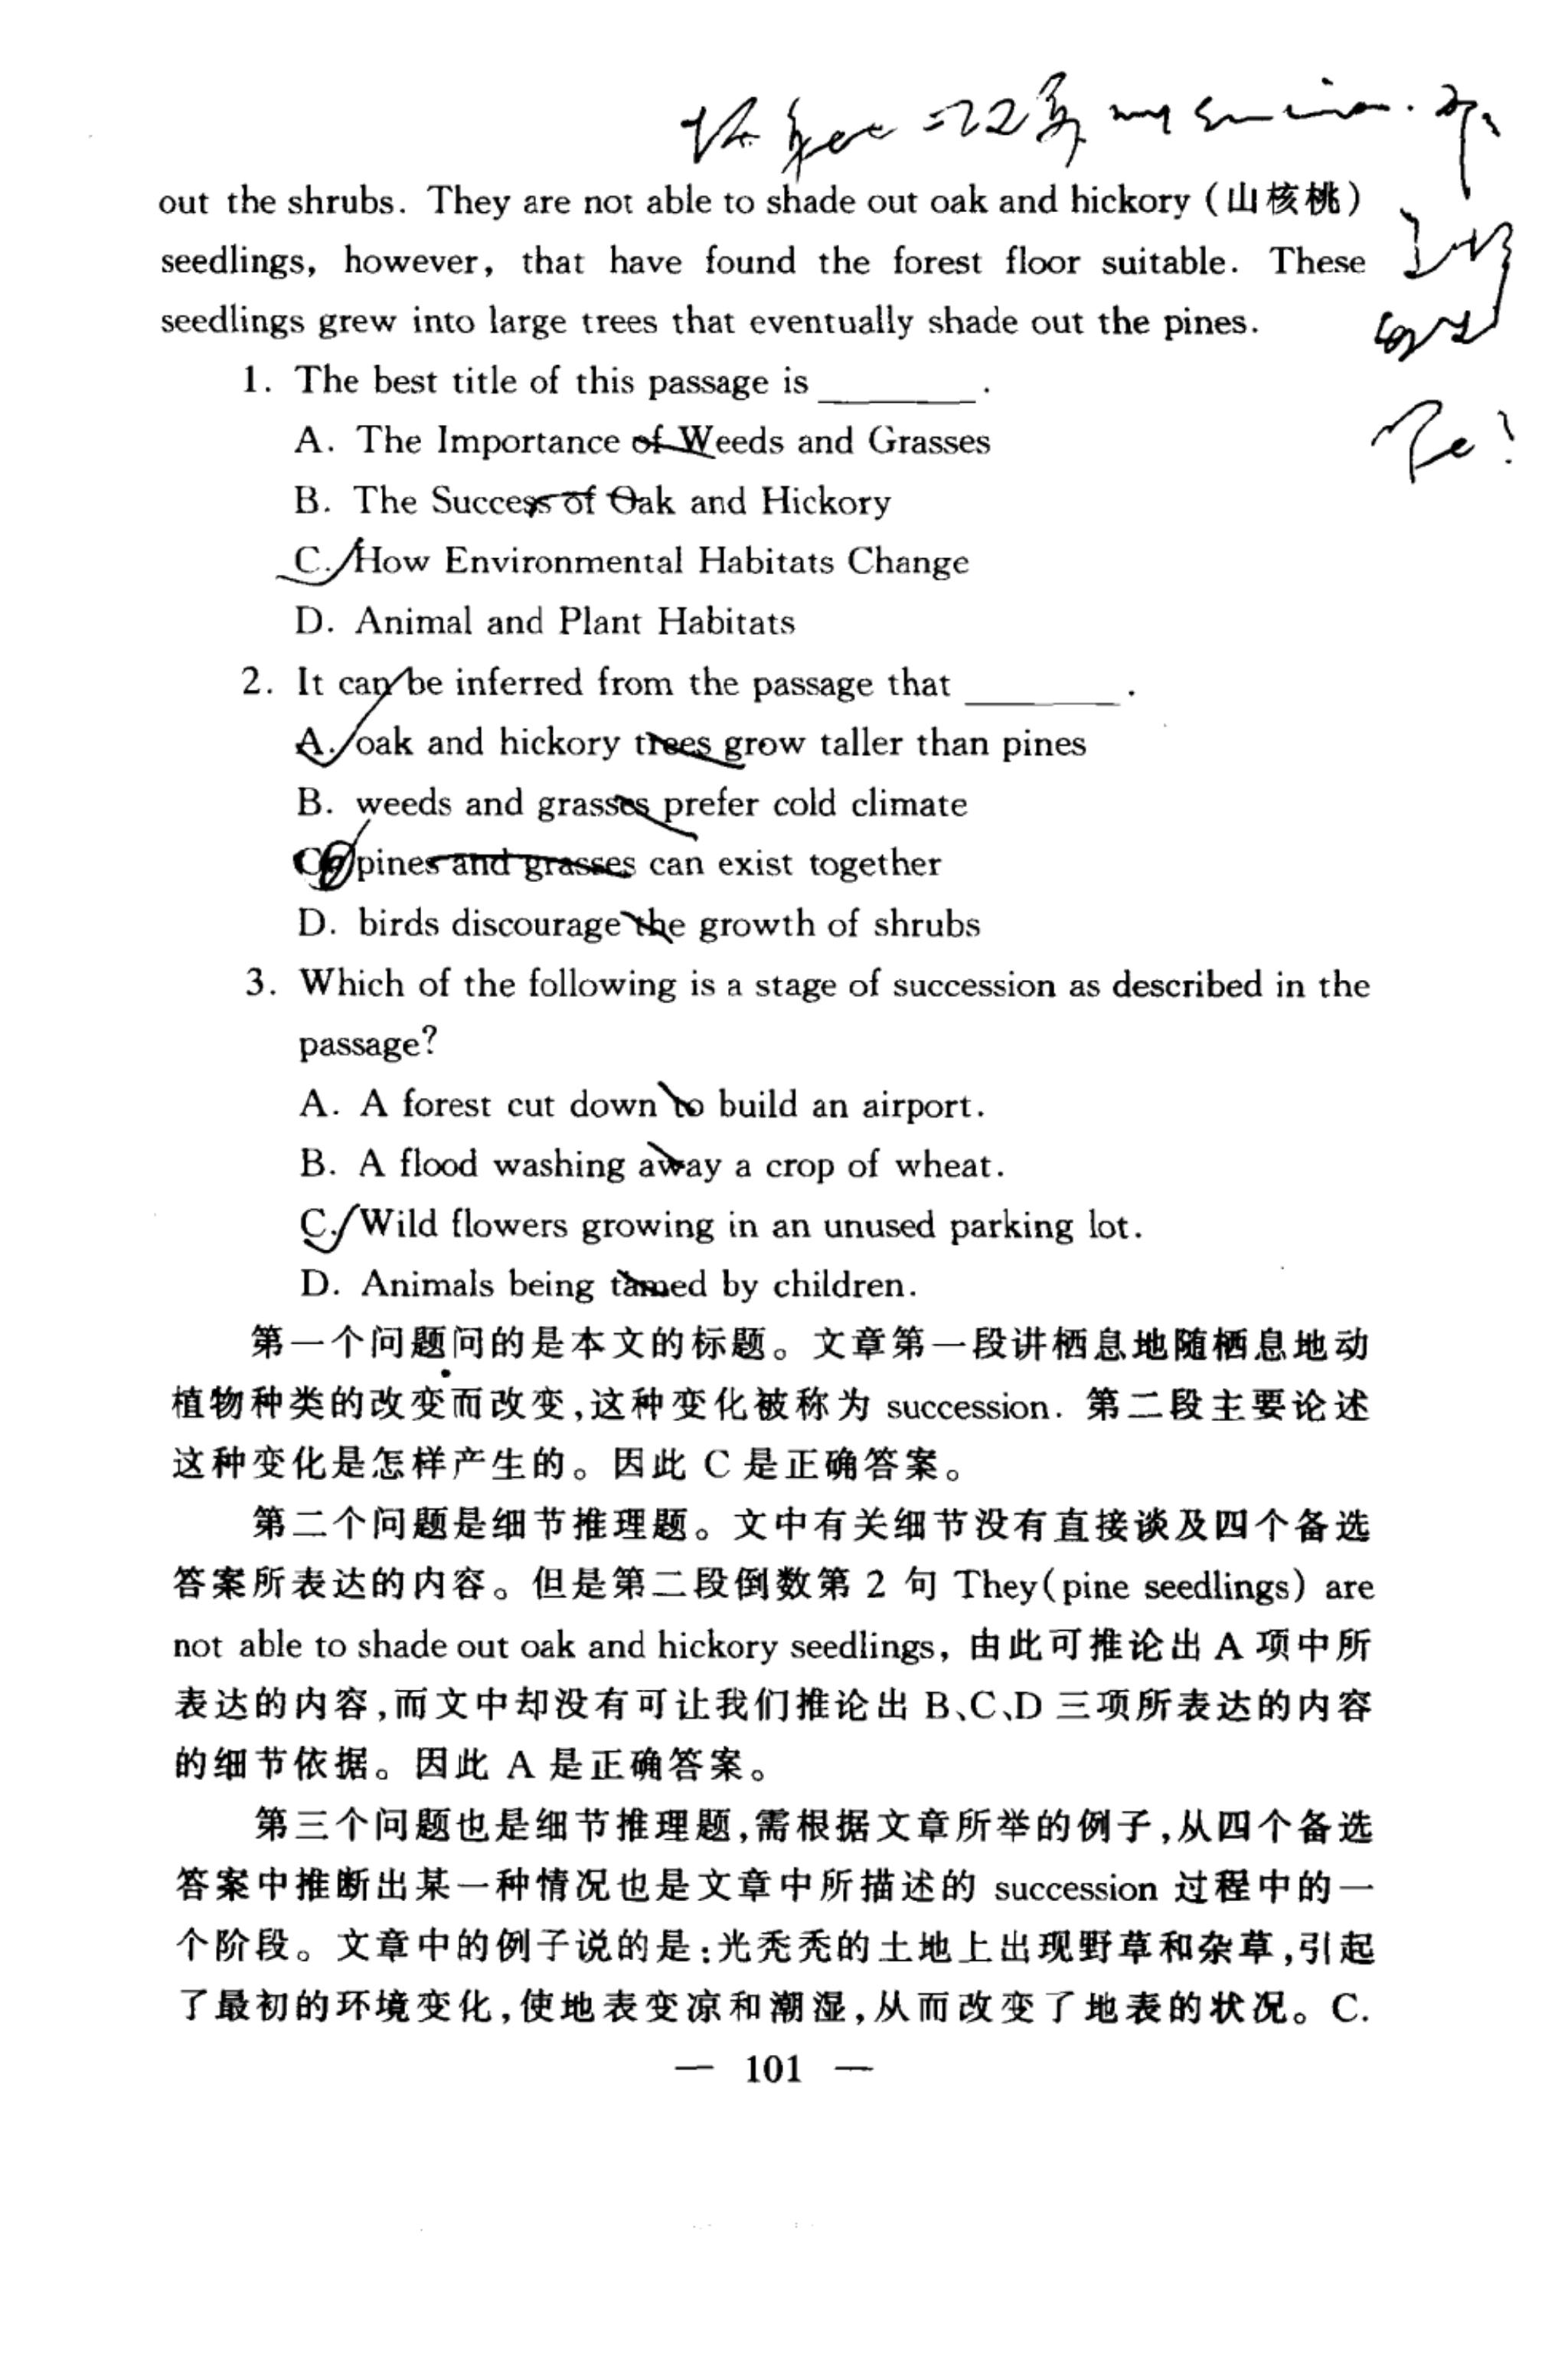 out the shrubs. They are not able to shade out oak and hickory (山核桃)
seedlings, however, that have found the forest floor suitable. These
seedlings grew into large trees that eventually shade out the pines.
1. The best title of this passage is ________ .
A. The Importance of Weeds and Grasses
B. The Success of Oak and Hickory
C. How Environmental Habitats Change
D. Animal and Plant Habitats
2. It can be inferred from the passage that ________ .
A. oak and hickory trees grow taller than pines
B. weeds and grasses prefer cold climate
C. pines and grasses can exist together
D. birds discourage the growth of shrubs
3. Which of the following is a stage of succession as described in the
passage?
A. A forest cut down to build an airport.
B. A flood washing away a crop of wheat.
C. Wild flowers growing in an unused parking lot.
D. Animals being tamed by children.
第一个问题问的是本文的标题。文章第一段讲栖息地随栖息地动
植物种类的改变而改变,这种变化被称为 succession. 第二段主要论述
这种变化是怎样产生的。因此 C 是正确答案。
第二个问题是细节推理题。文中有关细节没有直接谈及四个备选
答案所表达的内容。但是第二段倒数第 2 句 They(pine seedlings) are
not able to shade out oak and hickory seedlings, 由此可推论出 A 项中所
表达的内容,而文中却没有可让我们推论出 B、C、D 三项所表达的内容
的细节依据。因此 A 是正确答案。
第三个问题也是细节推理题,需根据文章所举的例子,从四个备选
答案中推断出某一种情况也是文章中所描述的 succession 过程中的一
个阶段。文章中的例子说的是:光秃秃的土地上出现野草和杂草,引起
了最初的环境变化,使地表变凉和潮湿,从而改变了地表的状况。C.
— 101 —